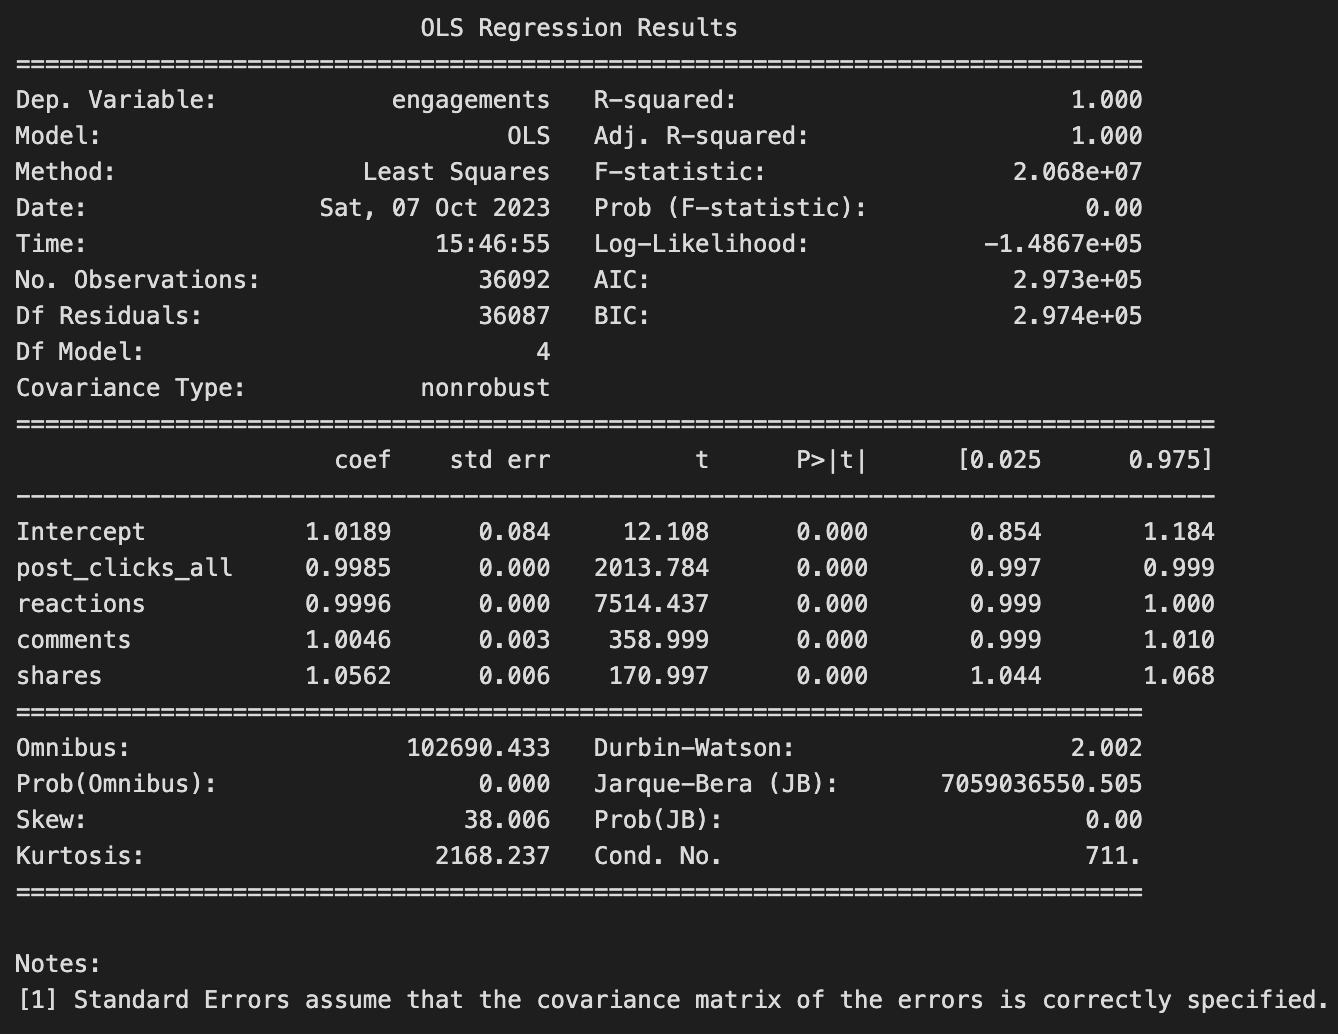 OLS Regression Results
==============================================================================
Dep. Variable:            engagements   R-squared:                       1.000
Model:                            OLS   Adj. R-squared:                  1.000
Method:                 Least Squares   F-statistic:                 2.068e+07
Date:                Sat, 07 Oct 2023   Prob (F-statistic):               0.00
Time:                        15:46:55   Log-Likelihood:            -1.4867e+05
No. Observations:               36092   AIC:                         2.973e+05
Df Residuals:                   36087   BIC:                         2.974e+05
Df Model:                           4
Covariance Type:            nonrobust
===================================================================================
                      coef    std err          t      P>|t|      [0.025      0.975]
-----------------------------------------------------------------------------------
Intercept           1.0189      0.084     12.108      0.000       0.854       1.184
post_clicks_all     0.9985      0.000   2013.784      0.000       0.997       0.999
reactions           0.9996      0.000   7514.437      0.000       0.999       1.000
comments            1.0046      0.003    358.999      0.000       0.999       1.010
shares              1.0562      0.006    170.997      0.000       1.044       1.068
==============================================================================
Omnibus:                   102690.433   Durbin-Watson:                   2.002
Prob(Omnibus):                  0.000   Jarque-Bera (JB):       7059036550.505
Skew:                          38.006   Prob(JB):                         0.00
Kurtosis:                    2168.237   Cond. No.                         711.
==============================================================================
Notes:
[1] Standard Errors assume that the covariance matrix of the errors is correctly specified.